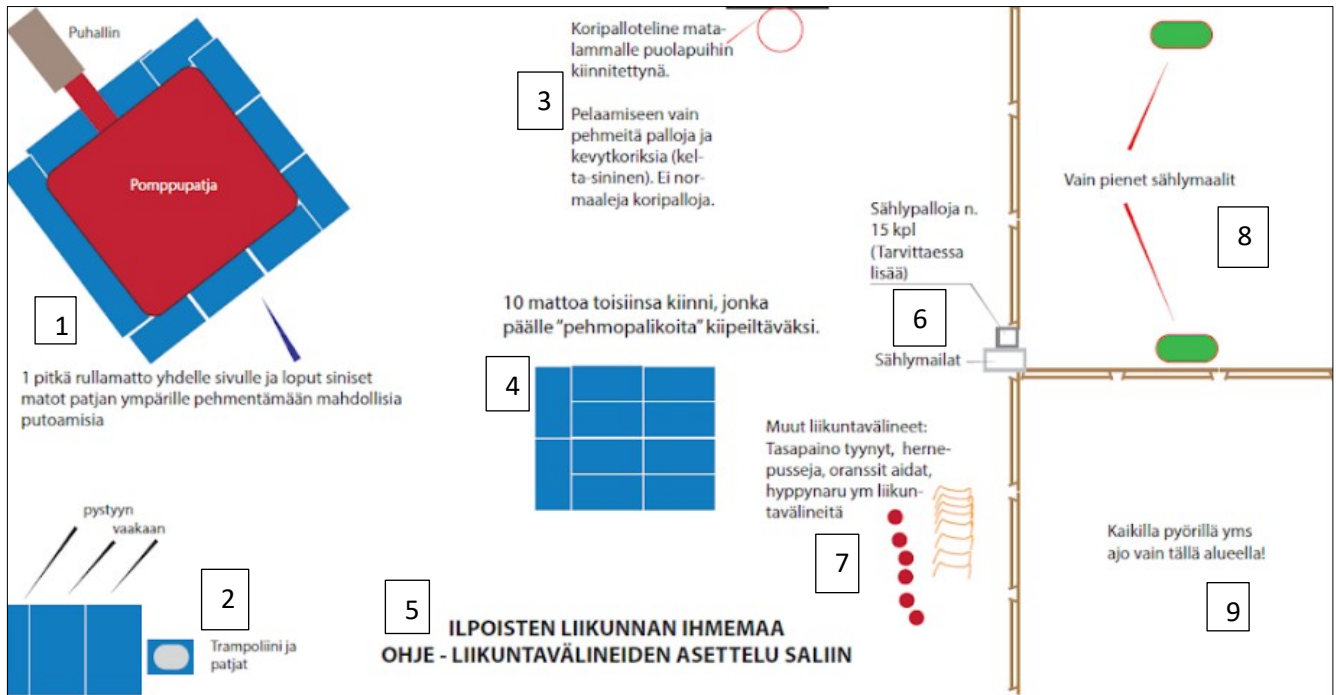 Puhallin
Pomppupatja
1
1 pitkä rullamatto yhdelle sivulle ja loput siniset
matot patjan ympärille pehmentämään mahdollisia
putoamisia
pystyyn
vaakaan
2
Trampoliini ja
patjat
Koripalloteline mata-
lammalle puolapuihin
kiinnitettynä.
3
Pelaamiseen vain
pehmeitä palloja ja
kevytkoriksia (kel-
ta-sininen). Ei nor-
maaleja koripalloja.
10 mattoa toisiinsa kiinni, jonka
päälle "pehmopalikoita" kiipeiltäväksi.
4
5
ILPOISTEN LIIKUNNAN IHMEMAA
OHJE - LIIKUNTAVÄLINEIDEN ASETTELU SALIIN
Sählypalloja n.
15 kpl
(Tarvittaessa
lisää)
6
Sählymailat
Muut liikuntavälineet:
Tasapaino tyynyt, herne-
pusseja, oranssit aidat,
hyppynaru ym liikun-
tavälineitä
7
Vain pienet sählymaalit
8
Kaikilla pyörillä yms
ajo vain tällä alueella!
9